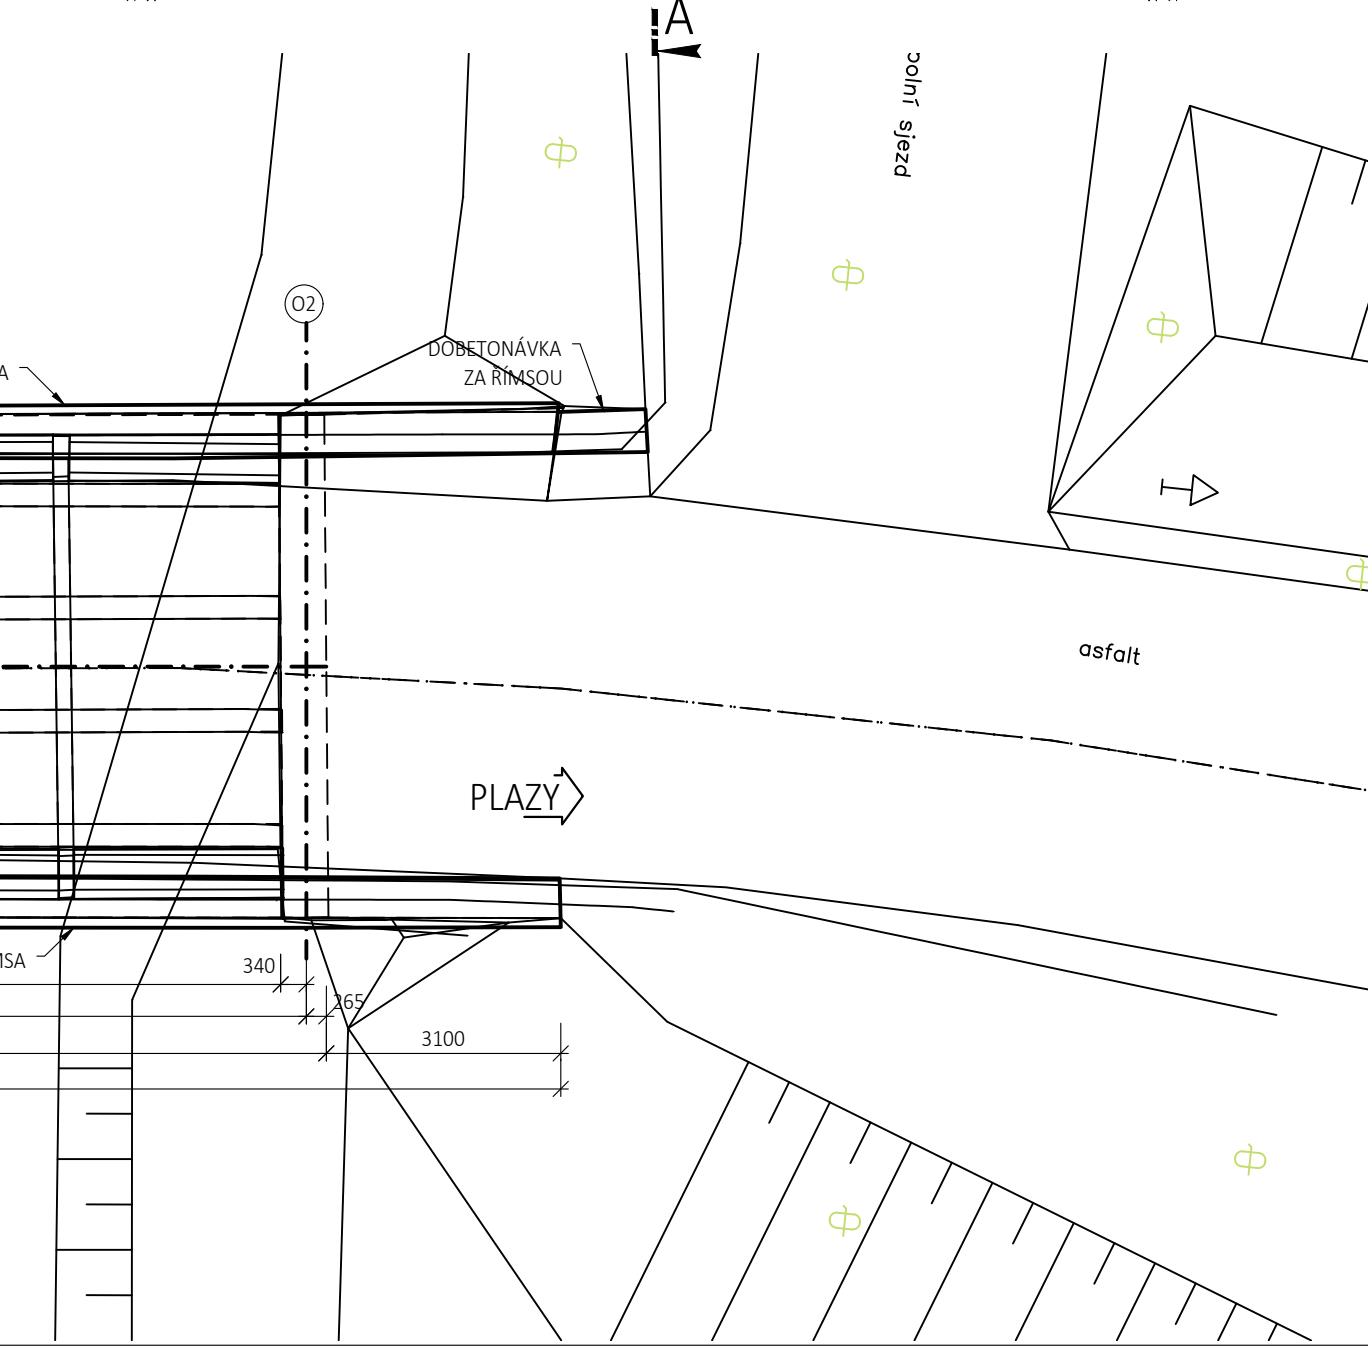 A
polní sjezd
O2
DOBETONÁVKA
ZA ŘÍMSOU
asfalt
PLAZY
340
265
3100